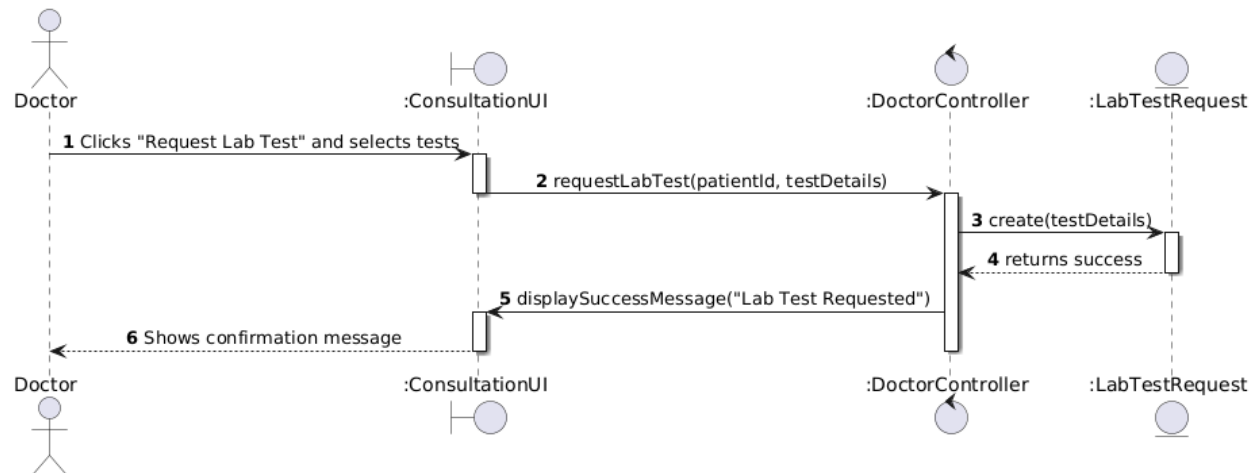 Doctor
:ConsultationUI
:DoctorController
:LabTestRequest
1 Clicks "Request Lab Test" and selects tests
2 requestLabTest(patientId, testDetails)
3 create(testDetails)
4 returns success
5 displaySuccessMessage("Lab Test Requested")
6 Shows confirmation message
Doctor
:ConsultationUI
:DoctorController
:LabTestRequest